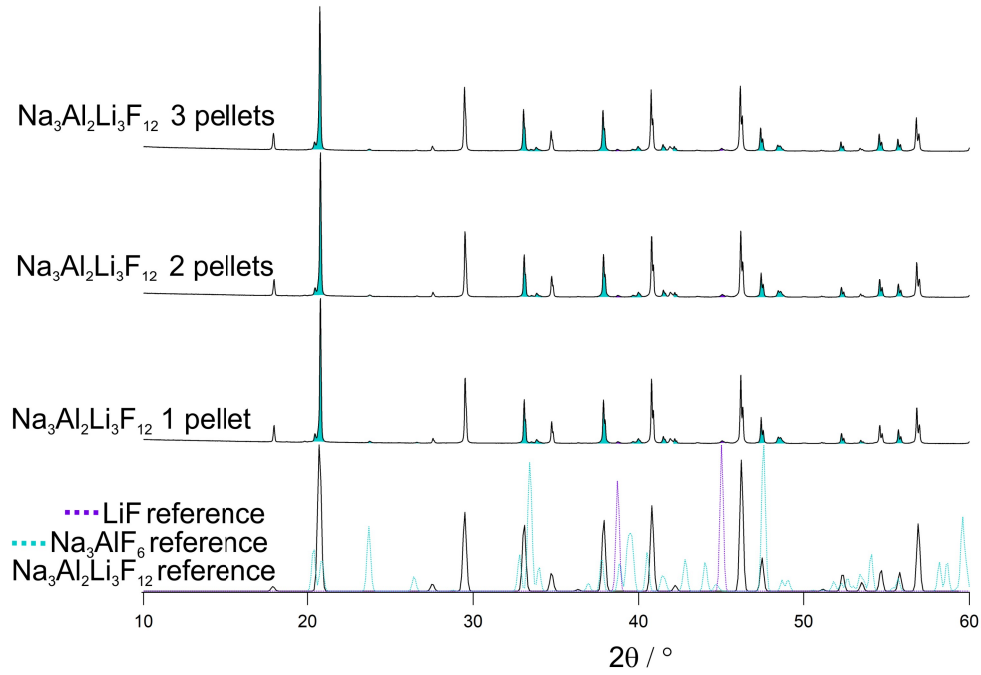 Na₃Al₂Li₃F₁₂ 3 pellets
Na₃Al₂Li₃F₁₂ 2 pellets
Na₃Al₂Li₃F₁₂ 1 pellet
LiF reference
Na₃AlF₆ reference
Na₃Al₂Li₃F₁₂ reference
10 20 30 40 50 60
2θ / °